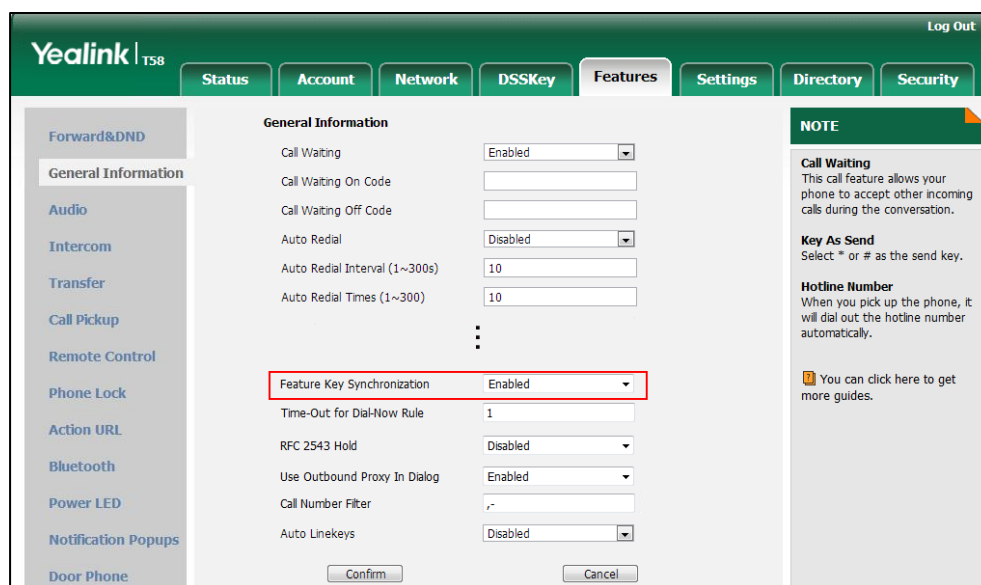 Log Out
Yealink | T58
Status Account Network DSSKey Features Settings Directory Security
Forward&DND
General Information
Audio
Intercom
Transfer
Call Pickup
Remote Control
Phone Lock
Action URL
Bluetooth
Power LED
Notification Popups
Door Phone
General Information
Call Waiting Enabled
Call Waiting On Code
Call Waiting Off Code
Auto Redial Disabled
Auto Redial Interval (1~300s) 10
Auto Redial Times (1~300) 10
Feature Key Synchronization Enabled
Time-Out for Dial-Now Rule 1
RFC 2543 Hold Disabled
Use Outbound Proxy In Dialog Enabled
Call Number Filter ,-
Auto Linekeys Disabled
Confirm Cancel
NOTE
Call Waiting
This call feature allows your
phone to accept other incoming
calls during the conversation.
Key As Send
Select * or # as the send key.
Hotline Number
When you pick up the phone, it
will dial out the hotline number
automatically.
You can click here to get
more guides.